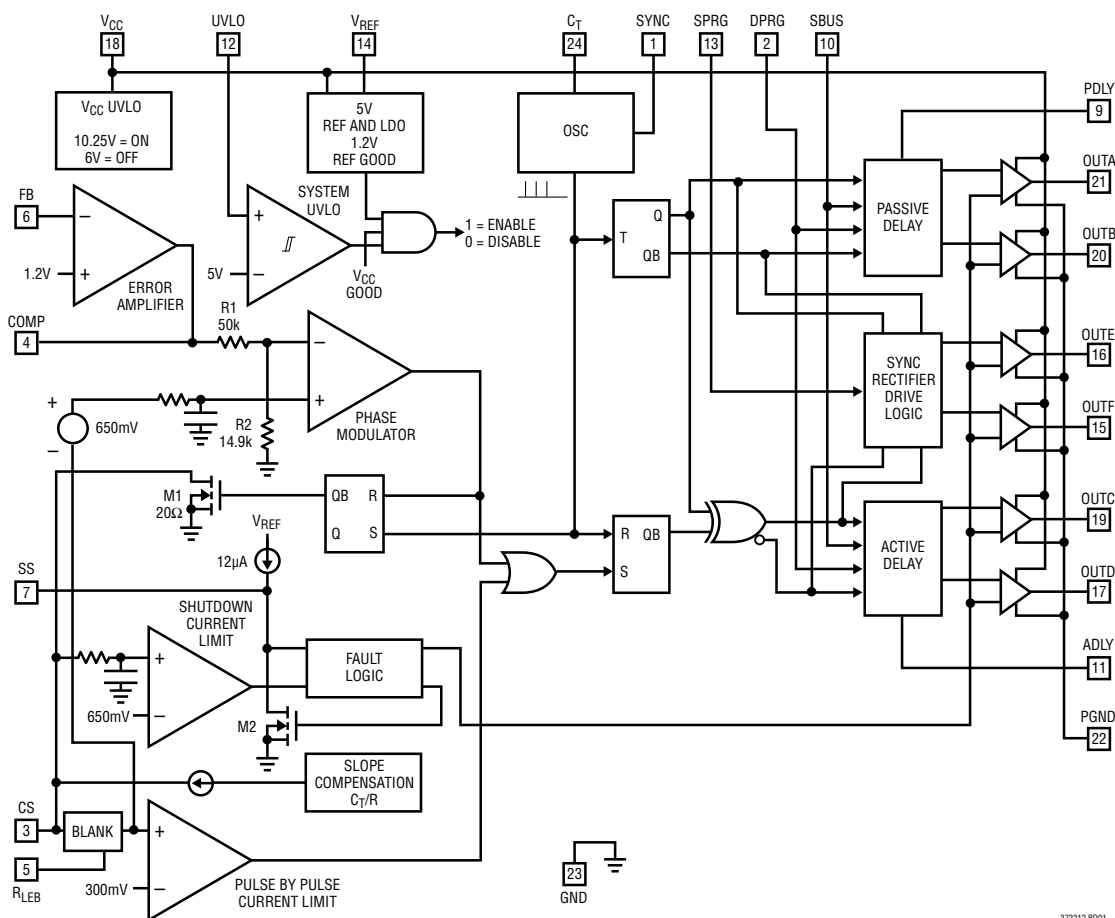 VCC
18
UVLO
12
VREF
14
CT
24
SYNC
1
SPRG
13
DPRG
2
SBUS
10
VCC UVLO
10.25V = ON
6V = OFF
5V
REF AND LDO
1.2V
REF GOOD
OSC
PDLY
9
FB
6
–
+
1.2V
ERROR
AMPLIFIER
SYSTEM
UVLO
+
–
5V
VCC
GOOD
1 = ENABLE
0 = DISABLE
T
Q
QB
PASSIVE
DELAY
OUTA
21
OUTB
20
COMP
4
R1
50k
–
+
PHASE
MODULATOR
R2
14.9k
+
650mV
–
SYNC
RECTIFIER
DRIVE
LOGIC
OUTE
16
OUTF
15
M1
20Ω
QB
R
Q
S
VREF
12µA
R
QB
S
ACTIVE
DELAY
OUTC
19
OUTD
17
SS
7
SHUTDOWN
CURRENT
LIMIT
+
–
650mV
FAULT
LOGIC
M2
ADLY
11
PGND
22
SLOPE
COMPENSATION
CT/R
CS
3
BLANK
+
–
300mV
5
RLEB
PULSE BY PULSE
CURRENT LIMIT
23
GND
372212 BD01